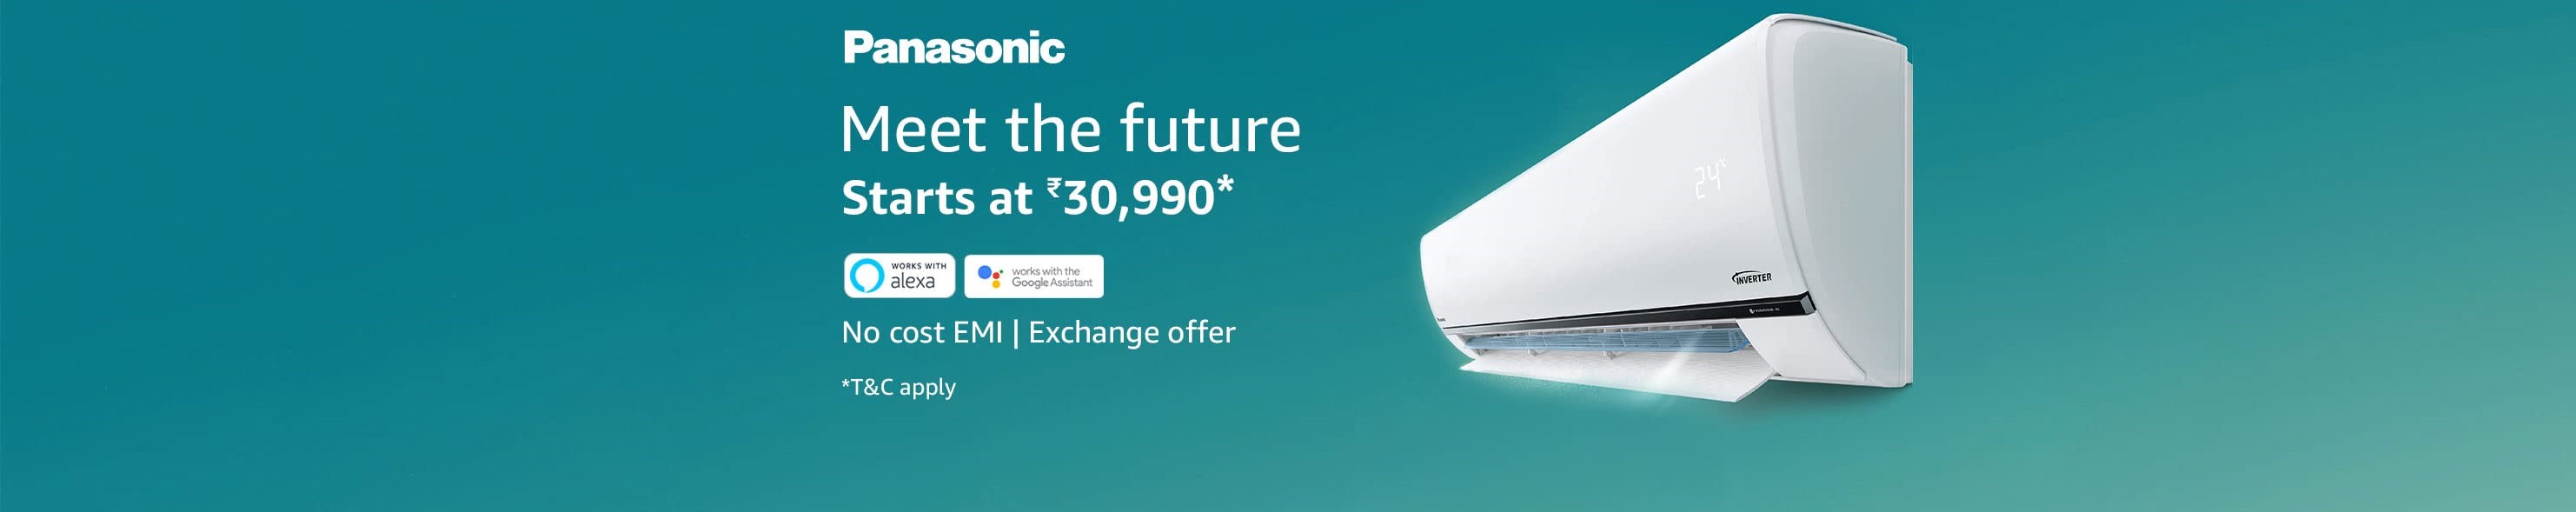 Panasonic
Meet the future
Starts at ₹30,990*
WORKS WITH
alexa
works with the
Google Assistant
No cost EMI | Exchange offer
*T&C apply
24°
INVERTER